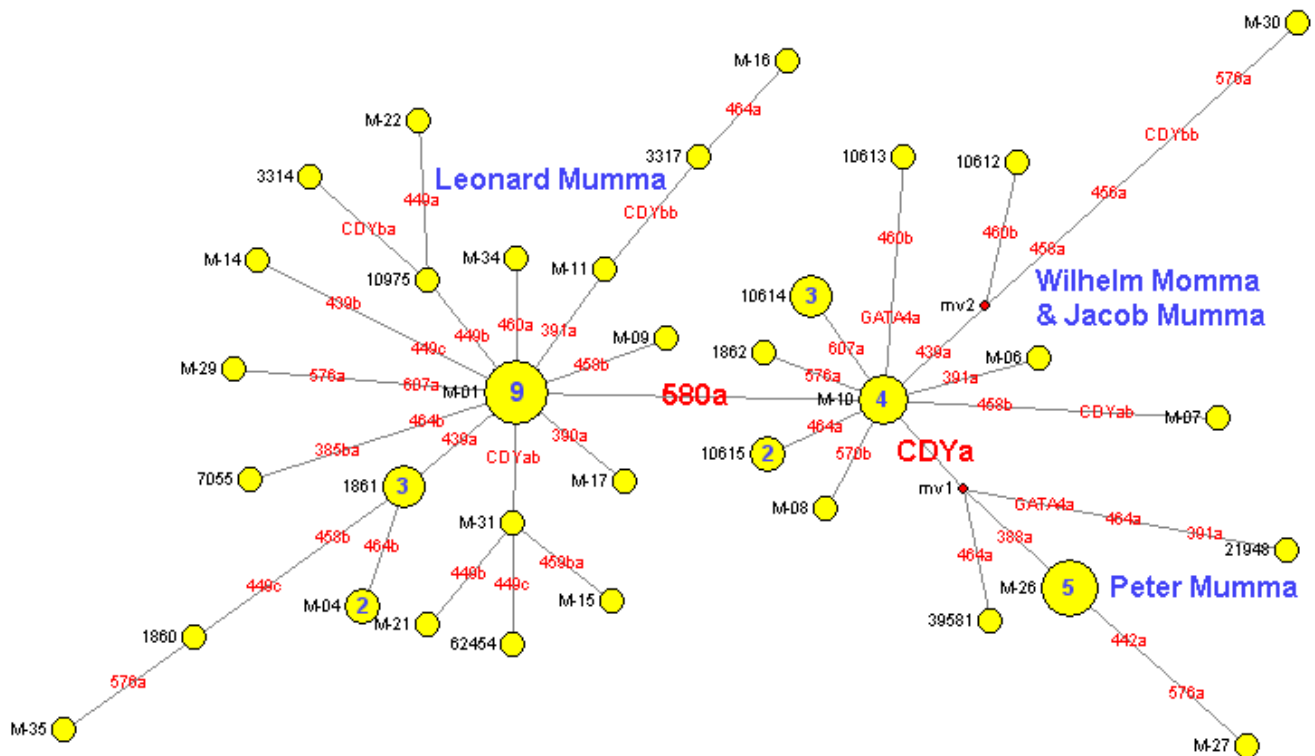 M-30
576a
M-16
464a
M-22
CDYbb
3317
10613
10612
3314
Leonard Mumma
449a
456a
CDYbb
CDYba
460b
460b
M-14
M-34
M-11
458a
10975
439b
10614
3
mv2
Wilhelm Momma
& Jacob Mumma
GATA4a
460a
391a
449b
M-09
607a
439a
449c
1862
M-06
458b
M-29
576a
576a
391a
607a
M-01
9
580a
M-10
4
458b
CDYab
M-07
464b
464a
439a
390a
385ba
CDYab
10615
2
570b
CDYa
7055
1861
3
M-17
mv1
M-08
GATA4a
464a
M-31
458b
391a
388a
21948
464b
464a
449b
449c
459ba
M-26
5
Peter Mumma
449c
M-04
2
M-15
M-21
39581
1860
62454
442a
576a
576a
M-35
M-27